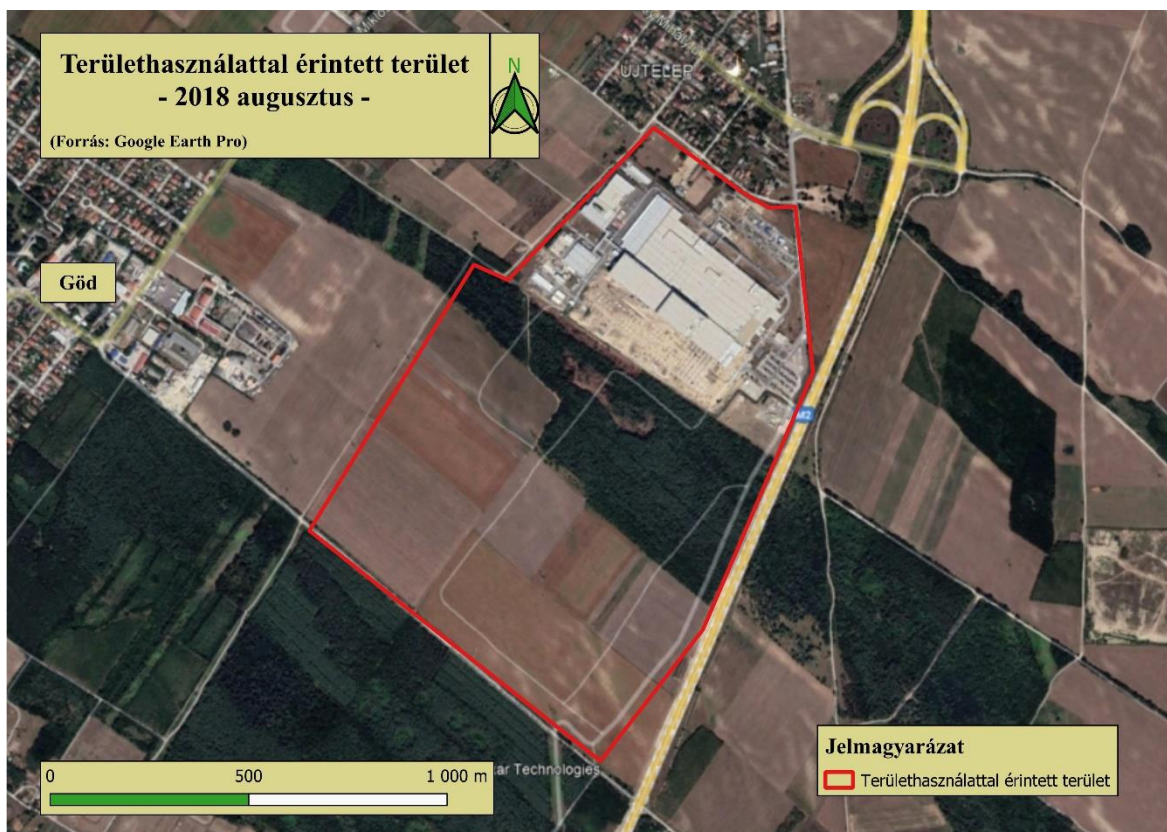 Területhasználattal érintett terület
- 2018 augusztus -
(Forrás: Google Earth Pro)
N
ÚJTELEP
Göd
M2
0 500 1 000 m
Technologies
Jelmagyarázat
Területhasználattal érintett terület